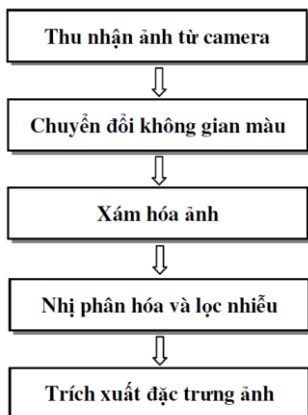 Thu nhận ảnh từ camera
Chuyển đổi không gian màu
Xám hóa ảnh
Nhị phân hóa và lọc nhiễu
Trích xuất đặc trưng ảnh